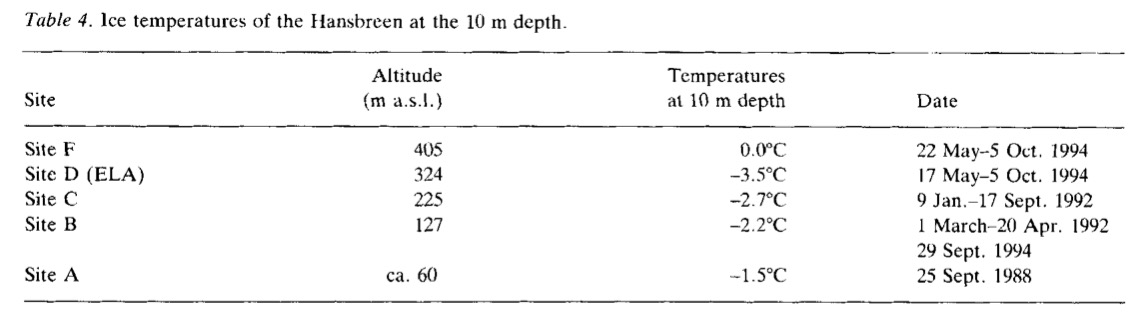 Table 4. Ice temperatures of the Hansbreen at the 10 m depth.
Site Altitude (m a.s.l.) Temperatures at 10 m depth Date
Site F 405 0.0°C 22 May–5 Oct. 1994
Site D (ELA) 324 –3.5°C 17 May–5 Oct. 1994
Site C 225 –2.7°C 9 Jan.–17 Sept. 1992
Site B 127 –2.2°C 1 March–20 Apr. 1992
29 Sept. 1994
Site A ca. 60 –1.5°C 25 Sept. 1988